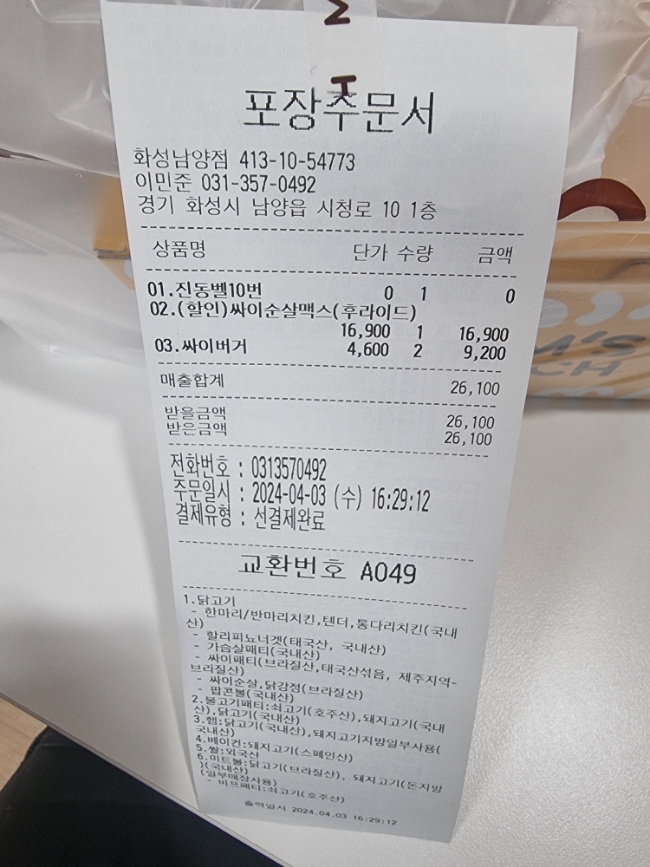 포장주문서
화성남양점 413-10-54773
이민준 031-357-0492
경기 화성시 남양읍 시청로 10 1층
상품명 단가 수량 금액
01.진동벨10번 0 1 0
02.(할인)싸이순살맥스(후라이드)
16,900 1 16,900
03.싸이버거 4,600 2 9,200
매출합계 26,100
받을금액 26,100
받은금액 26,100
전화번호 : 0313570492
주문일시 : 2024-04-03 (수) 16:29:12
결제유형 : 선결제완료
교환번호 A049
1.닭고기
- 한마리/반마리치킨,텐더,통다리치킨(국내
산)
- 할리피뇨너겟(태국산, 국내산)
- 가슴살패티(국내산)
- 싸이패티(브라질산,태국산섞음, 제주지역-
브라질산)
- 싸이순살,닭강정(브라질산)
- 팝콘볼(국내산)
2.불고기패티:쇠고기(호주산),돼지고기(국내
산),닭고기(국내산)
3.햄:닭고기(국내산),돼지고기지방일부사용(
국내산)
4.베이컨:돼지고기(스페인산)
5.쌀:외국산
6.미트볼:닭고기(브라질산), 돼지고기(돈지방
)(국내산)
(일부매장사용)
- 비프패티:쇠고기(호주산)
출력일시 2024.04.03 16:29:12